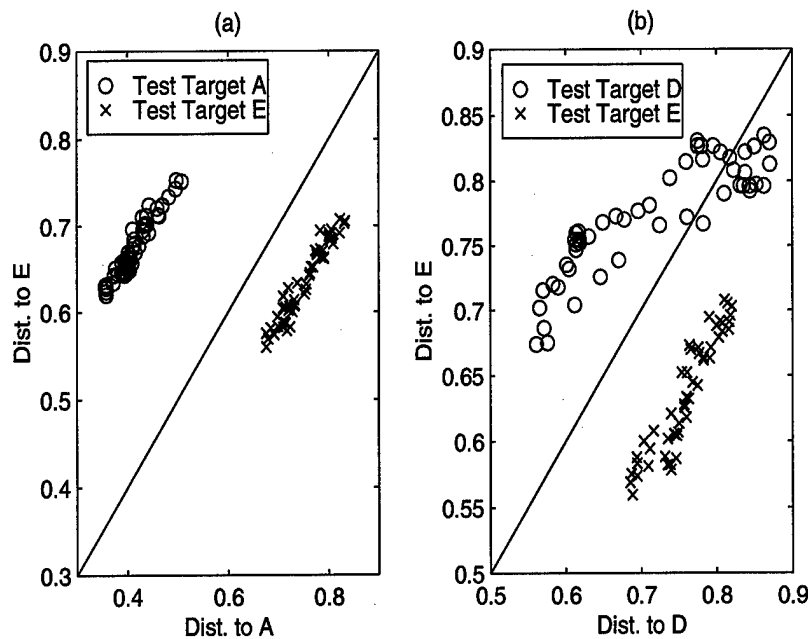 (a)
0.9
0.8
0.7
0.6
0.5
0.4
0.3
Test Target A
Test Target E
Dist. to E
0.4
0.6
0.8
Dist. to A
(b)
0.9
0.85
0.8
0.75
0.7
0.65
0.6
0.55
0.5
Test Target D
Test Target E
Dist. to E
0.5
0.6
0.7
0.8
0.9
Dist. to D